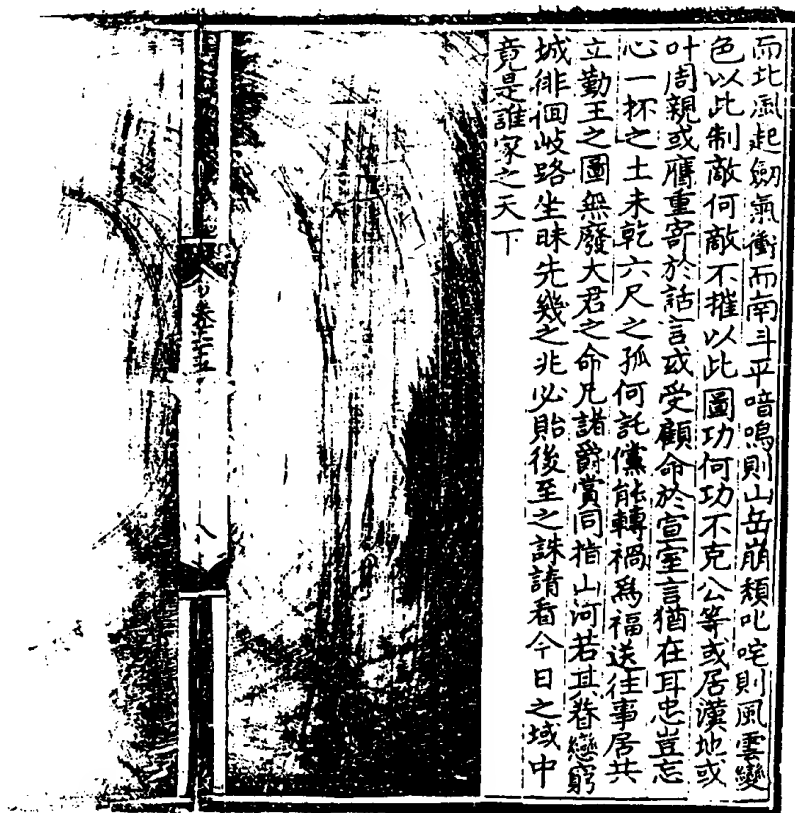 而北風起劒氣衝而南斗平喑鳴則山岳崩頹叱咤則風雲變
色以此制敵何敵不摧以此圖功何功不克公等或居漢地或
叶周親或膺重寄於話言或受顧命於宣室言猶在耳忠豈忘
心一抔之土未乾六尺之孤何託儻能轉禍爲福送往事居共
立勤王之圖無廢大君之命凡諸爵賞同指山河若其眷戀窮
城徘徊岐路坐昧先幾之兆必貽後至之誅請看今日之域中
竟是誰家之天下
八